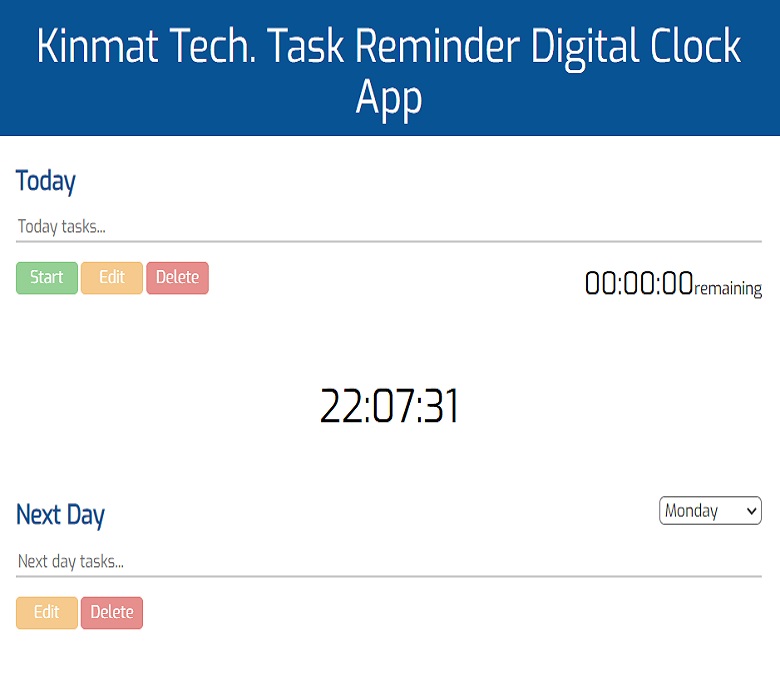 Kinmat Tech. Task Reminder Digital Clock
App
Today
Today tasks...
Start Edit Delete
00:00:00remaining
22:07:31
Next Day
Monday
Next day tasks...
Edit Delete